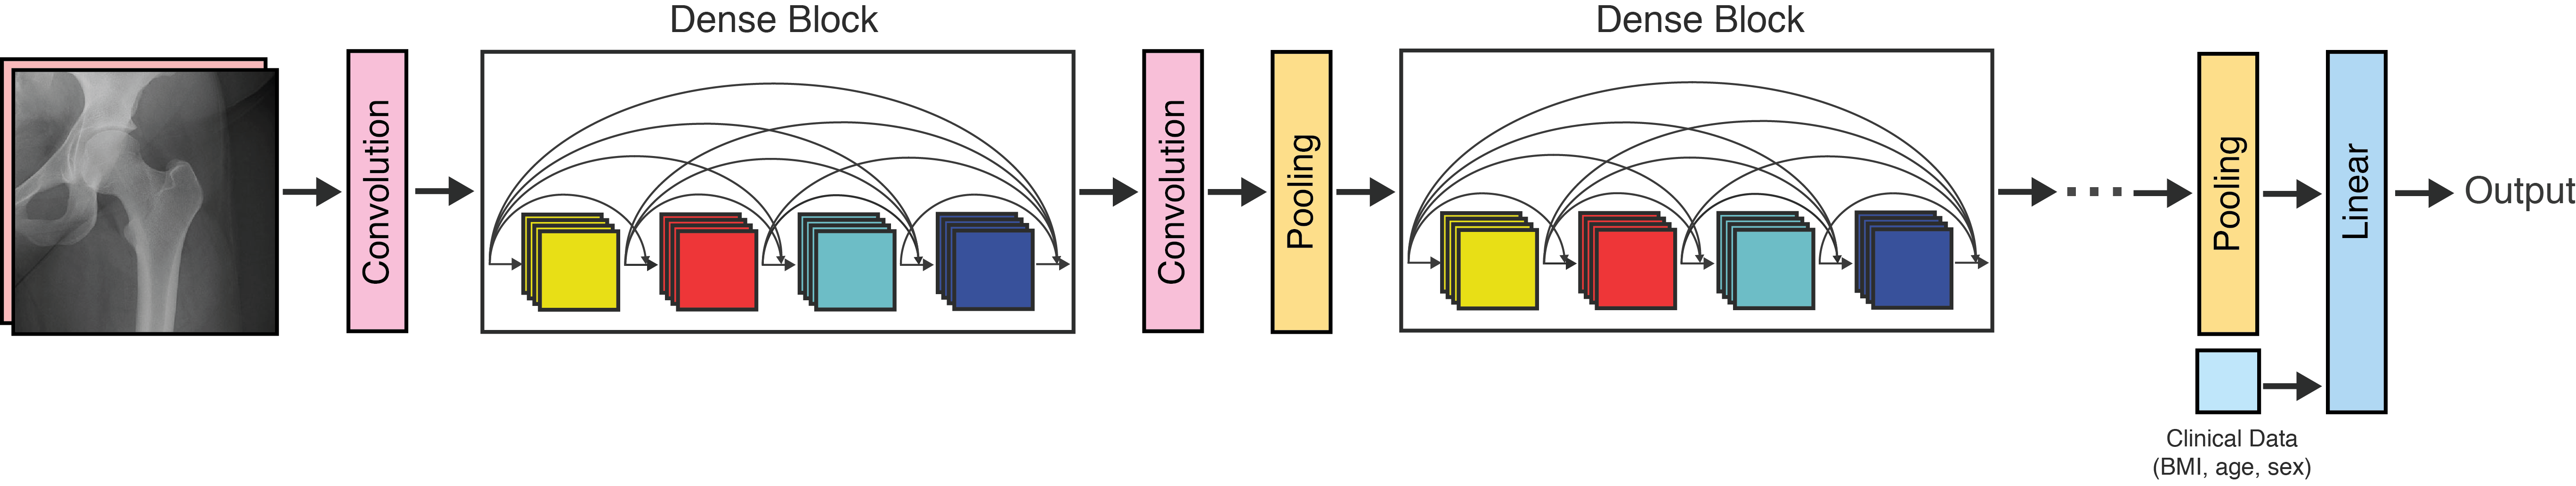 Dense Block
Dense Block
Convolution
Convolution
Pooling
Pooling
Linear
Output
Clinical Data
(BMI, age, sex)